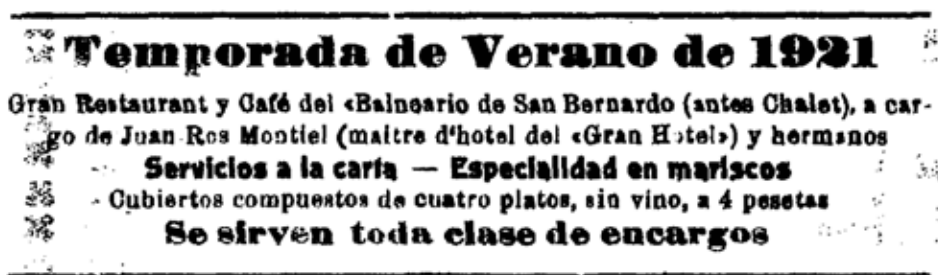 Temporada de Verano de 1921
Gran Restaurant y Café del «Balneario de San Bernardo (antes Chalet), a car-
go de Juan Ros Montiel (maitre d'hotel del «Gran Hotel») y hermanos
Servicios a la carta — Especialidad en mariscos
Cubiertos compuestos de cuatro platos, sin vino, a 4 pesetas
Se sirven toda clase de encargos